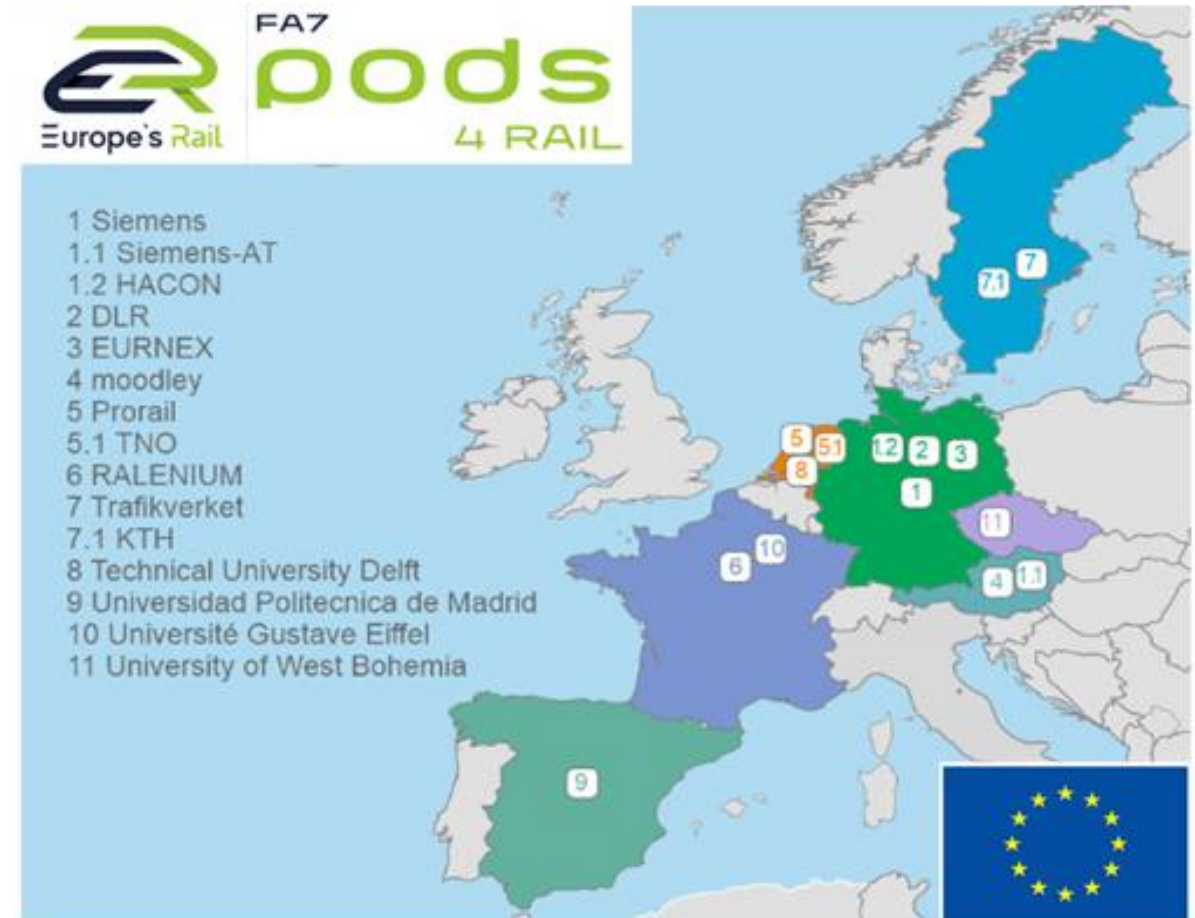 FA7
pods
4 RAIL
Europe's Rail
1 Siemens
1.1 Siemens-AT
1.2 HACON
2 DLR
3 EURNEX
4 moodley
5 Prorail
5.1 TNO
6 RALENIUM
7 Trafikverket
7.1 KTH
8 Technical University Delft
9 Universidad Politecnica de Madrid
10 Université Gustave Eiffel
11 University of West Bohemia
7
7.1
5
5.1
1.2
2
3
8
1
11
10
6
4
1.1
9